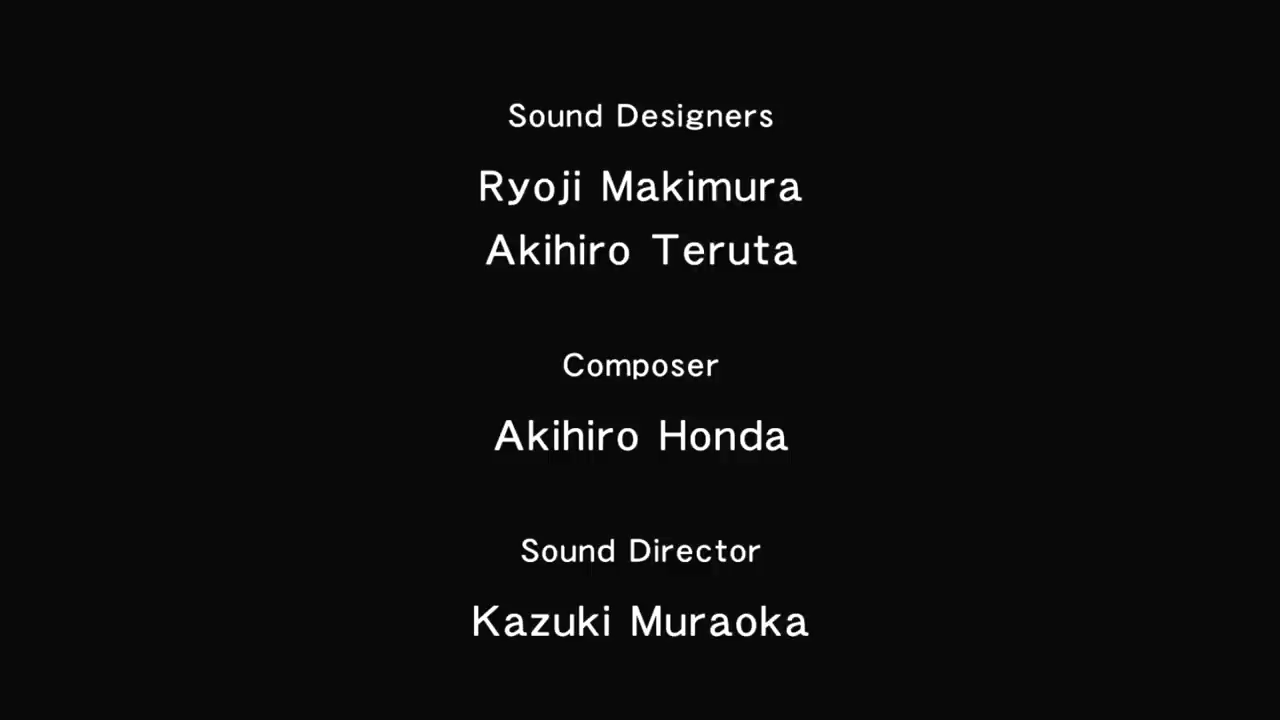 Sound Designers
Ryoji Makimura
Akihiro Teruta
Composer
Akihiro Honda
Sound Director
Kazuki Muraoka